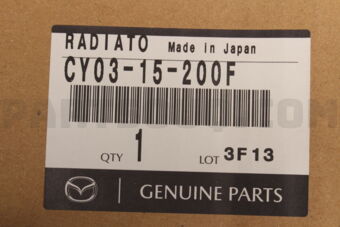 RADIATO Made in Japan
CY03-15-200F
QTY 1 LOT 3F13
GENUINE PARTS